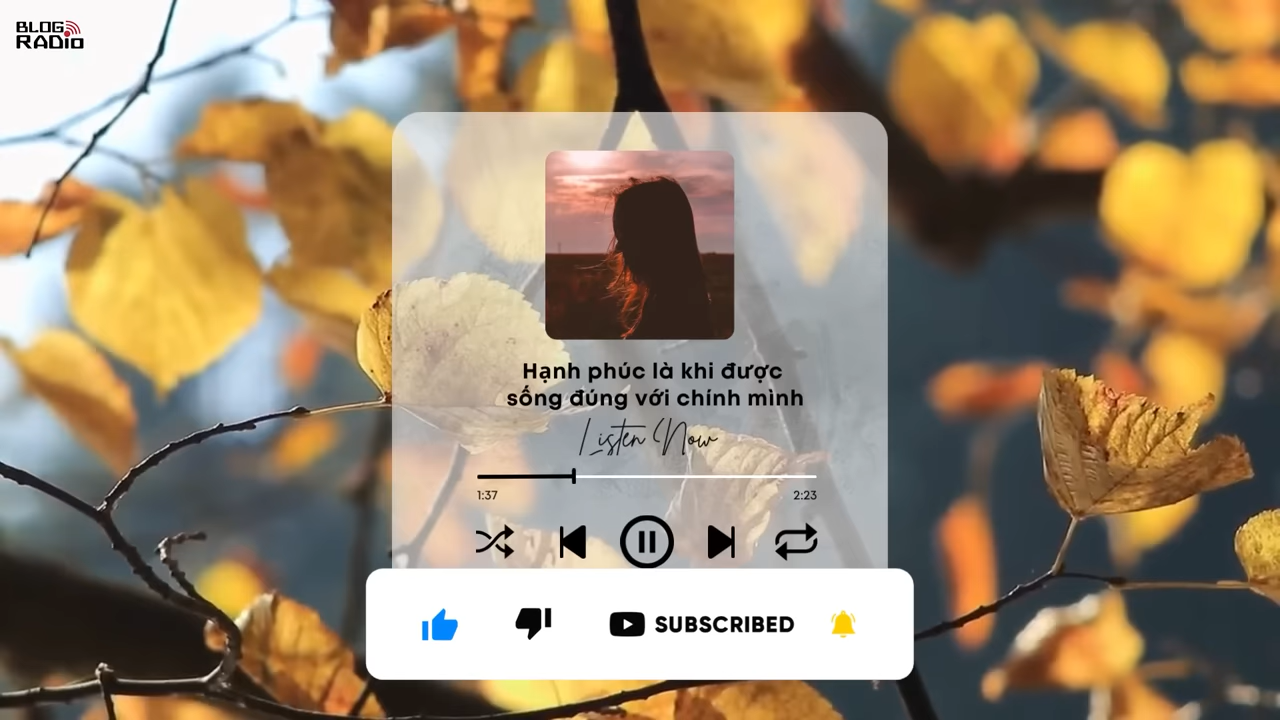 BLOG
RADIO
Hạnh phúc là khi được
sống đúng với chính mình
Listen Now
1:37
2:23
SUBSCRIBED